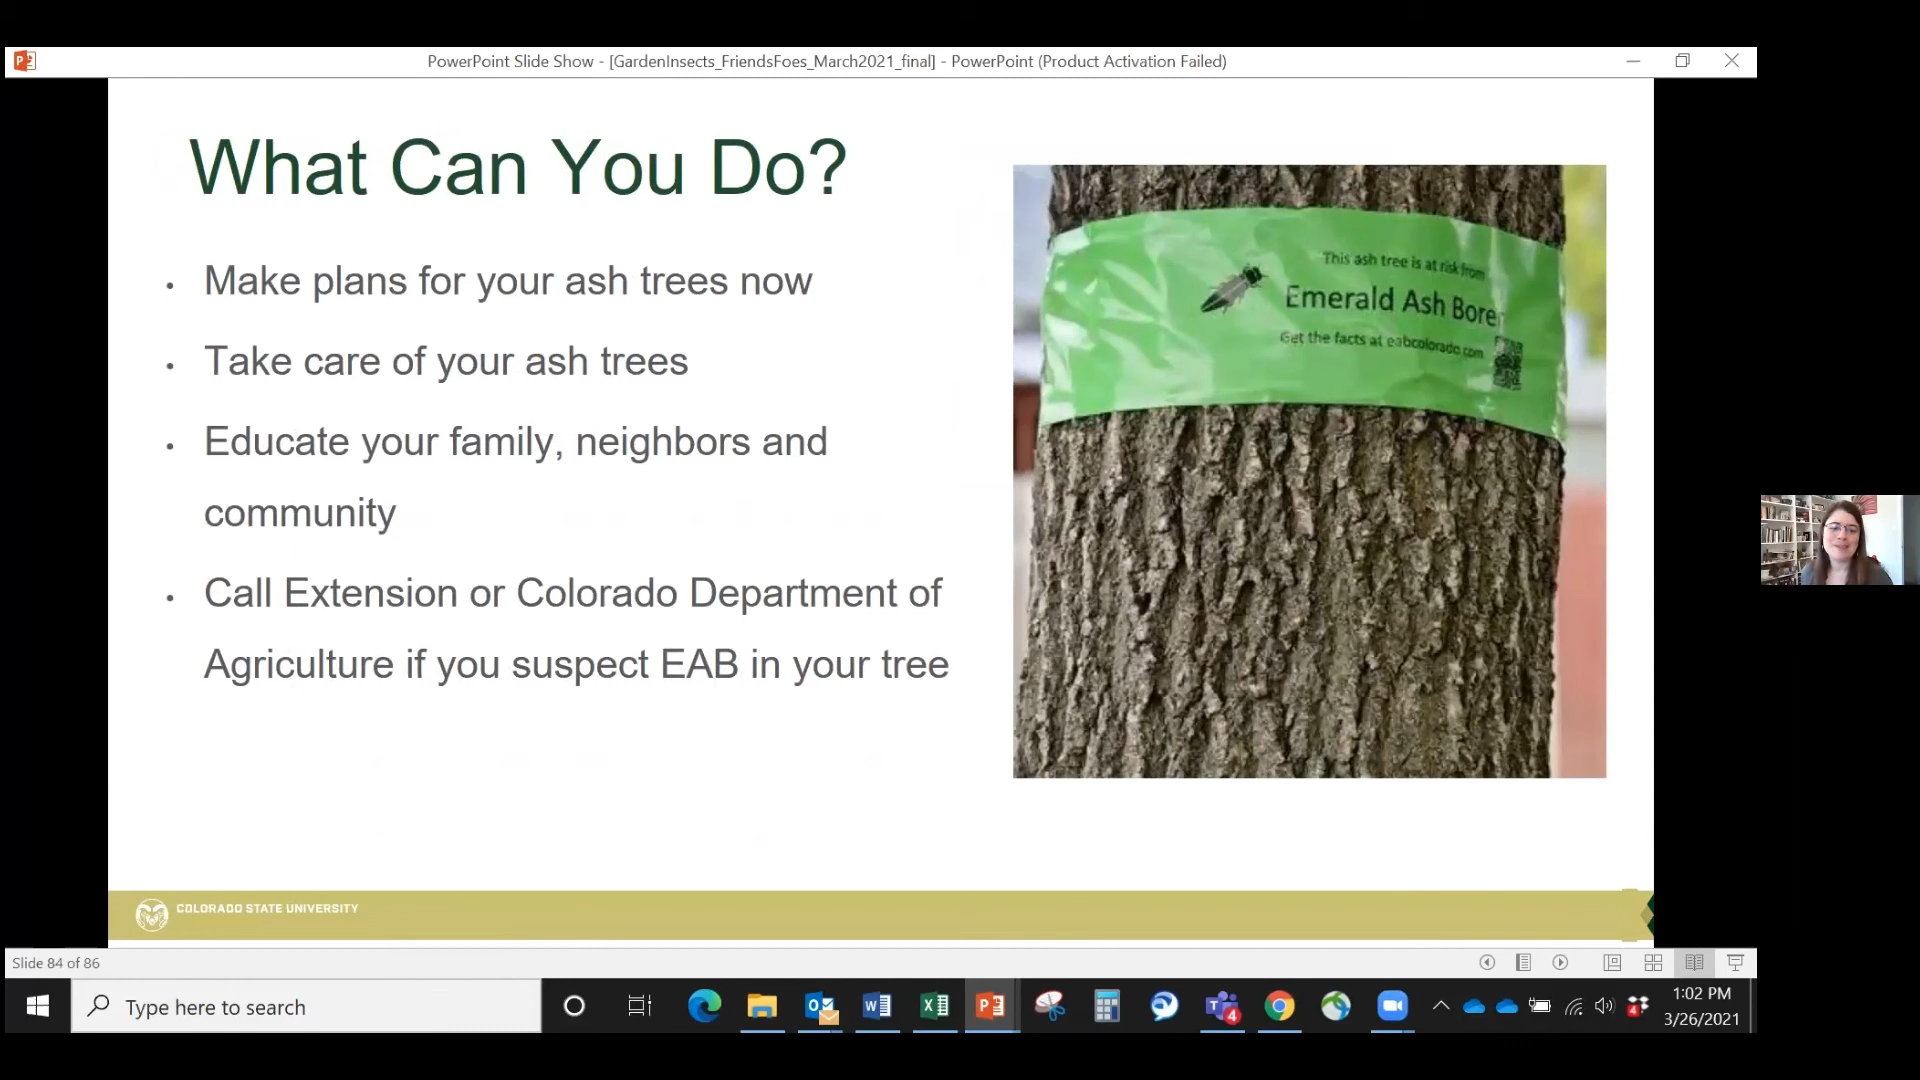 PowerPoint Slide Show - [GardenInsects_FriendsFoes_March2021_final] - PowerPoint (Product Activation Failed)
What Can You Do?
• Make plans for your ash trees now
• Take care of your ash trees
• Educate your family, neighbors and
community
• Call Extension or Colorado Department of
Agriculture if you suspect EAB in your tree
This ash tree is at risk from
Emerald Ash Borer
Get the facts at eabcolorado.com
COLORADO STATE UNIVERSITY
Slide 84 of 86
Type here to search
4
4
1:02 PM
3/26/2021